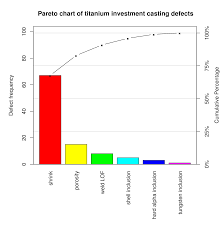 Pareto chart of titanium investment casting defects
Defect frequency
100
80
60
40
20
0
100%
75%
50%
25%
0%
Cumulative Percentage
shrink
porosity
weld LOF
shell inclusion
hard alpha inclusion
tungsten inclusion